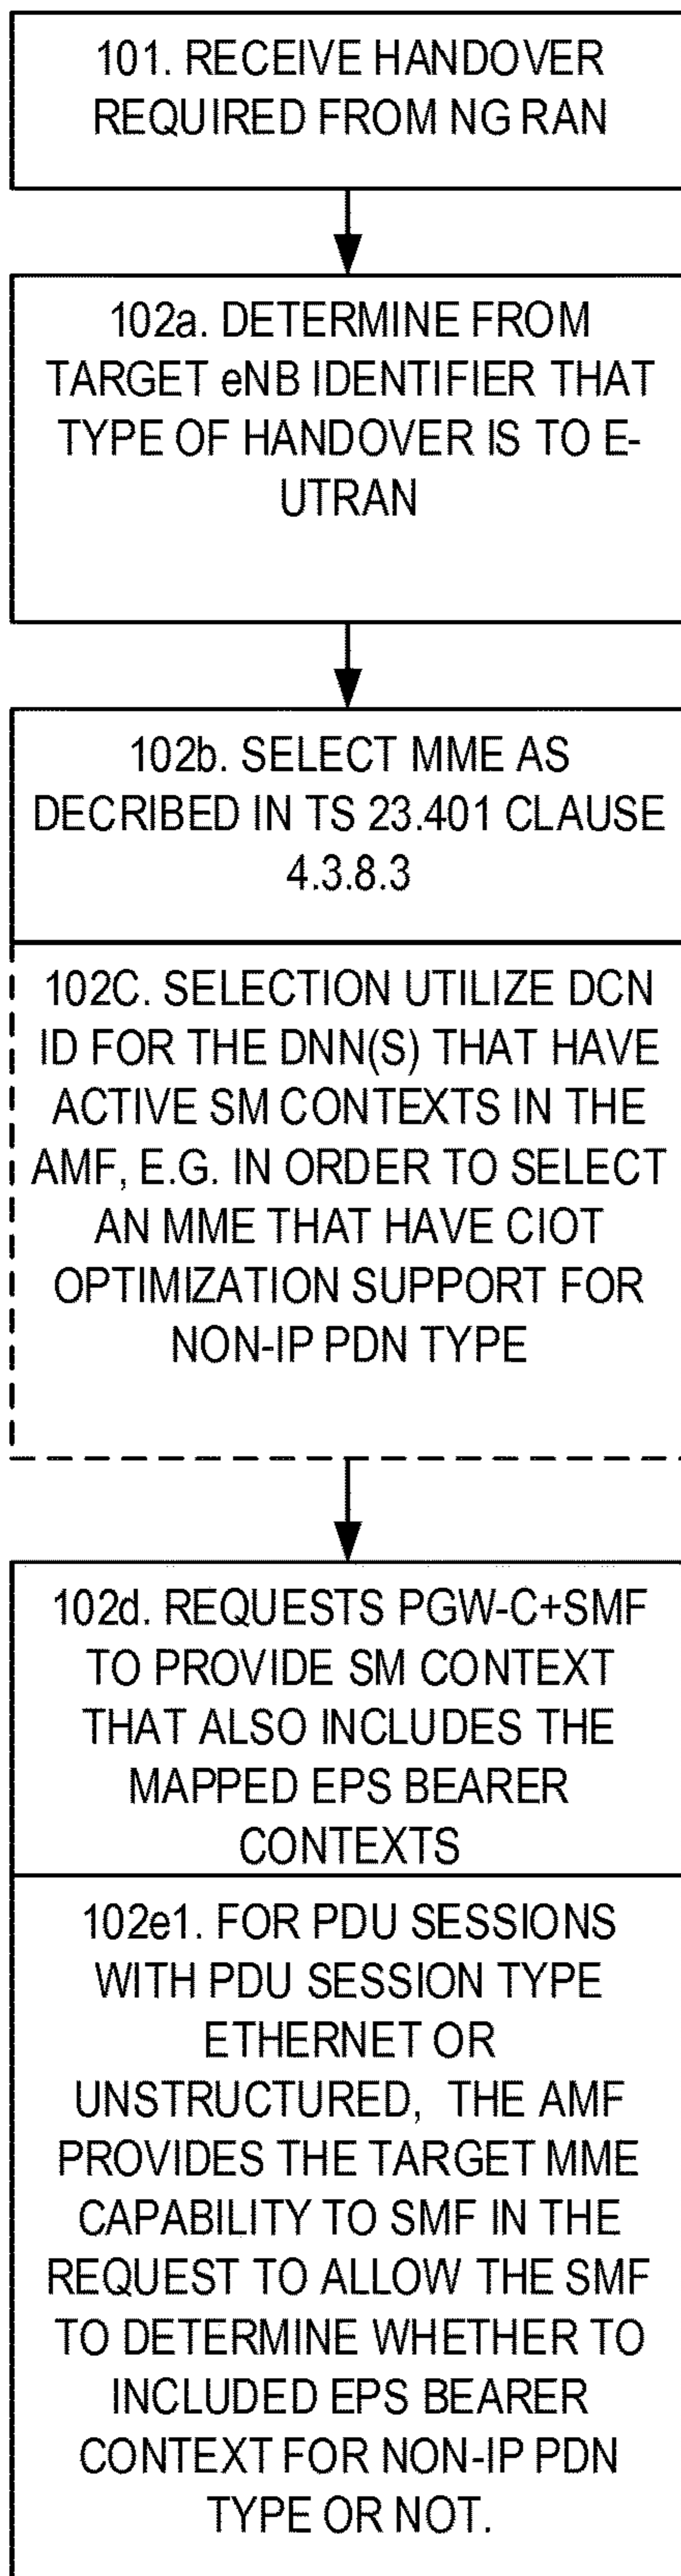 101. RECEIVE HANDOVER
REQUIRED FROM NG RAN
102a. DETERMINE FROM
TARGET eNB IDENTIFIER THAT
TYPE OF HANDOVER IS TO E-
UTRAN
102b. SELECT MME AS
DECRIBED IN TS 23.401 CLAUSE
4.3.8.3
102C. SELECTION UTILIZE DCN
ID FOR THE DNN(S) THAT HAVE
ACTIVE SM CONTEXTS IN THE
AMF, E.G. IN ORDER TO SELECT
AN MME THAT HAVE CIOT
OPTIMIZATION SUPPORT FOR
NON-IP PDN TYPE
102d. REQUESTS PGW-C+SMF
TO PROVIDE SM CONTEXT
THAT ALSO INCLUDES THE
MAPPED EPS BEARER
CONTEXTS
102e1. FOR PDU SESSIONS
WITH PDU SESSION TYPE
ETHERNET OR
UNSTRUCTURED, THE AMF
PROVIDES THE TARGET MME
CAPABILITY TO SMF IN THE
REQUEST TO ALLOW THE SMF
TO DETERMINE WHETHER TO
INCLUDED EPS BEARER
CONTEXT FOR NON-IP PDN
TYPE OR NOT.